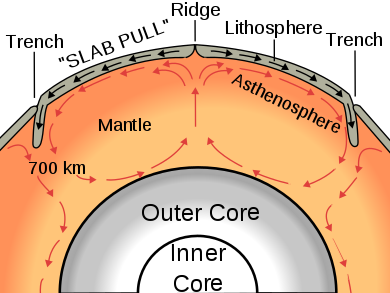 Ridge
Trench
"SLAB PULL"
Lithosphere
Trench
Asthenosphere
Mantle
700 km
Outer Core
Inner
Core